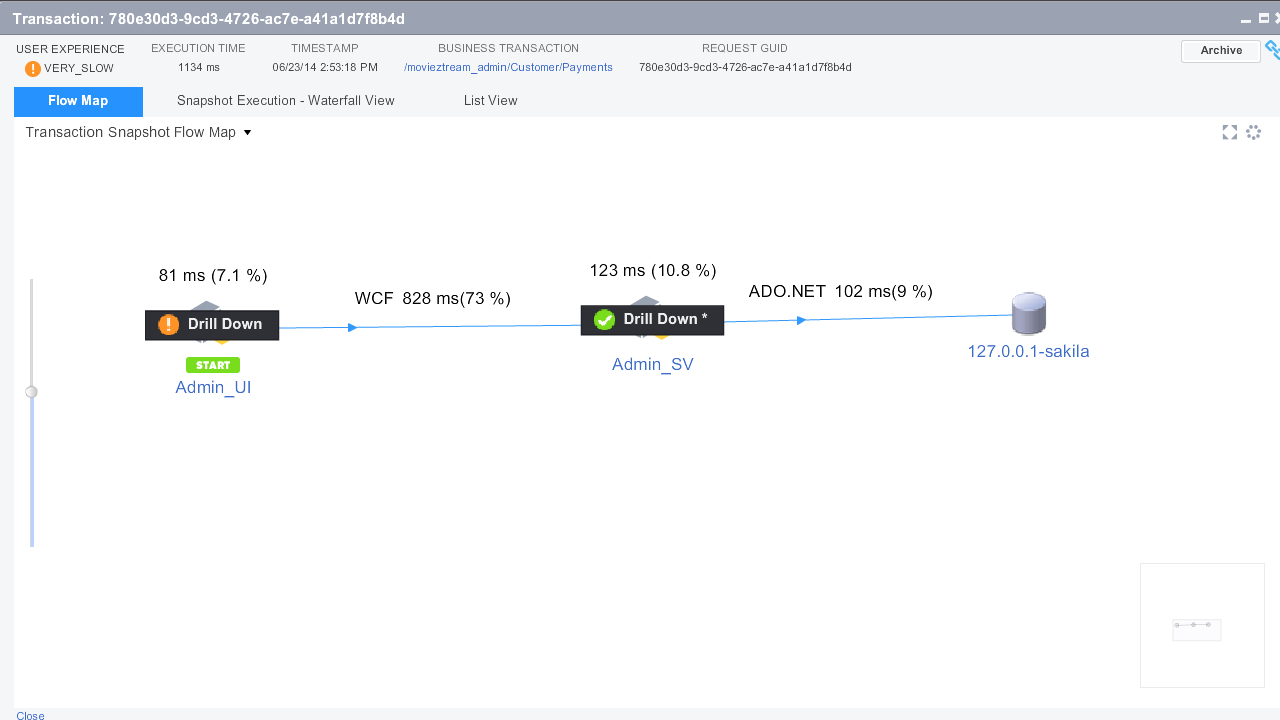 Transaction: 780e30d3-9cd3-4726-ac7e-a41a1d7f8b4d
USER EXPERIENCE EXECUTION TIME TIMESTAMP BUSINESS TRANSACTION REQUEST GUID
VERY_SLOW 1134 ms 06/23/14 2:53:18 PM /movieztream_admin/Customer/Payments 780e30d3-9cd3-4726-ac7e-a41a1d7f8b4d
Archive
Flow Map Snapshot Execution - Waterfall View List View
Transaction Snapshot Flow Map
81 ms (7.1 %)
Drill Down
START
Admin_UI
WCF 828 ms(73 %)
123 ms (10.8 %)
Drill Down *
Admin_SV
ADO.NET 102 ms(9 %)
127.0.0.1-sakila
Close